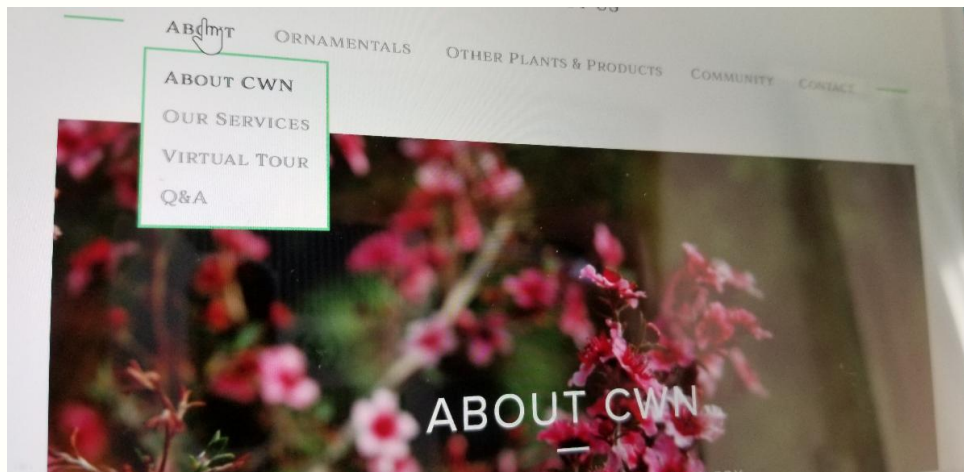 ABOUT
ORNAMENTALS
OTHER PLANTS & PRODUCTS
COMMUNITY
CONTACT
ABOUT CWN
OUR SERVICES
VIRTUAL TOUR
Q&A
ABOUT CWN